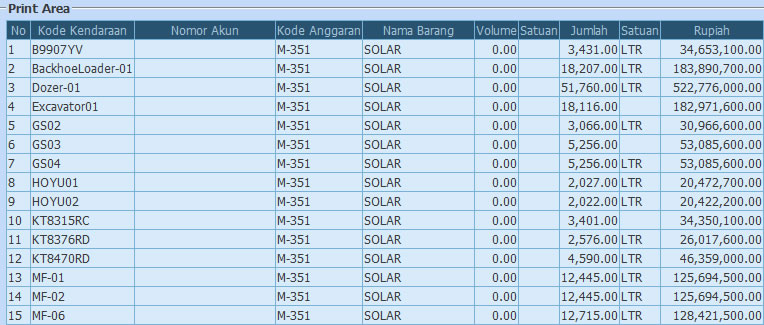 Print Area
No Kode Kendaraan Nomor Akun Kode Anggaran Nama Barang Volume Satuan Jumlah Satuan Rupiah
1 B9907YV M-351 SOLAR 0.00 3,431.00 LTR 34,653,100.00
2 BackhoeLoader-01 M-351 SOLAR 0.00 18,207.00 LTR 183,890,700.00
3 Dozer-01 M-351 SOLAR 0.00 51,760.00 LTR 522,776,000.00
4 Excavator01 M-351 SOLAR 0.00 18,116.00 182,971,600.00
5 GS02 M-351 SOLAR 0.00 3,066.00 LTR 30,966,600.00
6 GS03 M-351 SOLAR 0.00 5,256.00 53,085,600.00
7 GS04 M-351 SOLAR 0.00 5,256.00 LTR 53,085,600.00
8 HOYU01 M-351 SOLAR 0.00 2,027.00 LTR 20,472,700.00
9 HOYU02 M-351 SOLAR 0.00 2,022.00 LTR 20,422,200.00
10 KT8315RC M-351 SOLAR 0.00 3,401.00 34,350,100.00
11 KT8376RD M-351 SOLAR 0.00 2,576.00 LTR 26,017,600.00
12 KT8470RD M-351 SOLAR 0.00 4,590.00 LTR 46,359,000.00
13 MF-01 M-351 SOLAR 0.00 12,445.00 LTR 125,694,500.00
14 MF-02 M-351 SOLAR 0.00 12,445.00 LTR 125,694,500.00
15 MF-06 M-351 SOLAR 0.00 12,715.00 LTR 128,421,500.00